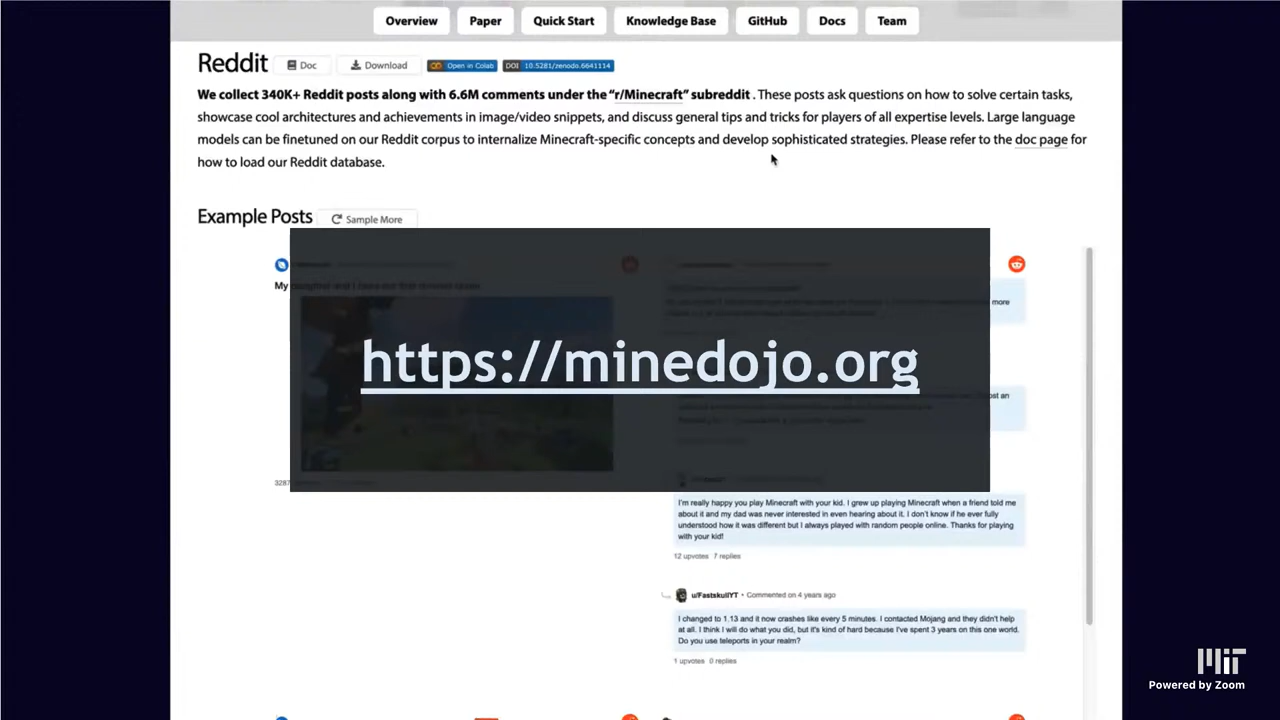 Overview Paper Quick Start Knowledge Base GitHub Docs Team
Reddit Doc Download Open in Colab DOI 10.5281/zenodo.6641114
We collect 340K+ Reddit posts along with 6.6M comments under the “r/Minecraft” subreddit . These posts ask questions on how to solve certain tasks,
showcase cool architectures and achievements in image/video snippets, and discuss general tips and tricks for players of all expertise levels. Large language
models can be finetuned on our Reddit corpus to internalize Minecraft-specific concepts and develop sophisticated strategies. Please refer to the doc page for
how to load our Reddit database.
Example Posts Sample More
My
more
https://minedojo.org
an
3287
I'm really happy you play Minecraft with your kid. I grew up playing Minecraft when a friend told me
about it and my dad was never interested in even hearing about it. I don't know if he ever fully
understood how it was different but I always played with random people online. Thanks for playing
with your kid!
12 upvotes 7 replies
u/FastskullYT • Commented on 4 years ago
I changed to 1.13 and it now crashes like every 5 minutes. I contacted Mojang and they didn't help
at all. I think I will do what you did, but it's kind of hard because I've spent 3 years on this one world.
Do you use teleports in your realm?
1 upvotes 0 replies
MIT
Powered by Zoom